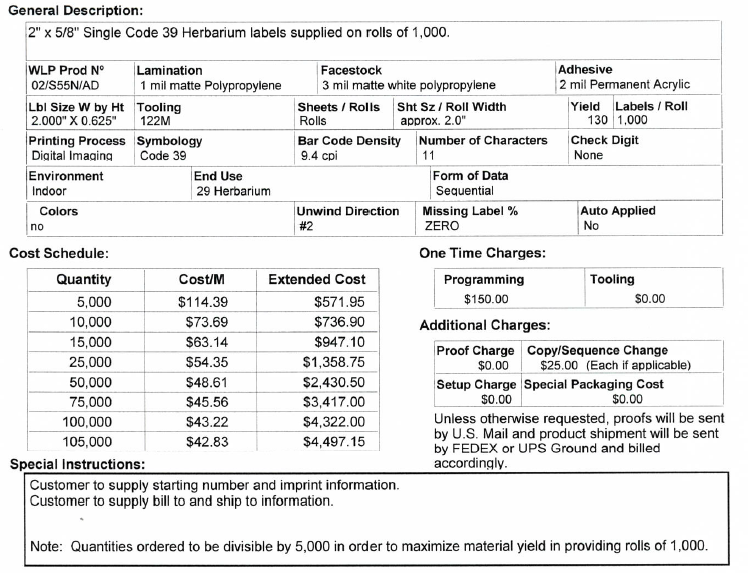 General Description:
2" x 5/8" Single Code 39 Herbarium labels supplied on rolls of 1,000.
WLP Prod Nº Lamination Facestock Adhesive
02/S55N/AD 1 mil matte Polypropylene 3 mil matte white polypropylene 2 mil Permanent Acrylic
Lbl Size W by Ht Tooling Sheets / Rolls Sht Sz / Roll Width Yield Labels / Roll
2.000" X 0.625" 122M Rolls approx. 2.0" 130 1,000
Printing Process Symbology Bar Code Density Number of Characters Check Digit
Digital Imaging Code 39 9.4 cpi 11 None
Environment End Use Form of Data
Indoor 29 Herbarium Sequential
Colors Unwind Direction Missing Label % Auto Applied
no #2 ZERO No
Cost Schedule:
Quantity Cost/M Extended Cost
5,000 $114.39 $571.95
10,000 $73.69 $736.90
15,000 $63.14 $947.10
25,000 $54.35 $1,358.75
50,000 $48.61 $2,430.50
75,000 $45.56 $3,417.00
100,000 $43.22 $4,322.00
105,000 $42.83 $4,497.15
One Time Charges:
Programming Tooling
$150.00 $0.00
Additional Charges:
Proof Charge Copy/Sequence Change
$0.00 $25.00 (Each if applicable)
Setup Charge Special Packaging Cost
$0.00 $0.00
Unless otherwise requested, proofs will be sent
by U.S. Mail and product shipment will be sent
by FEDEX or UPS Ground and billed
accordingly.
Special Instructions:
Customer to supply starting number and imprint information.
Customer to supply bill to and ship to information.
Note: Quantities ordered to be divisible by 5,000 in order to maximize material yield in providing rolls of 1,000.